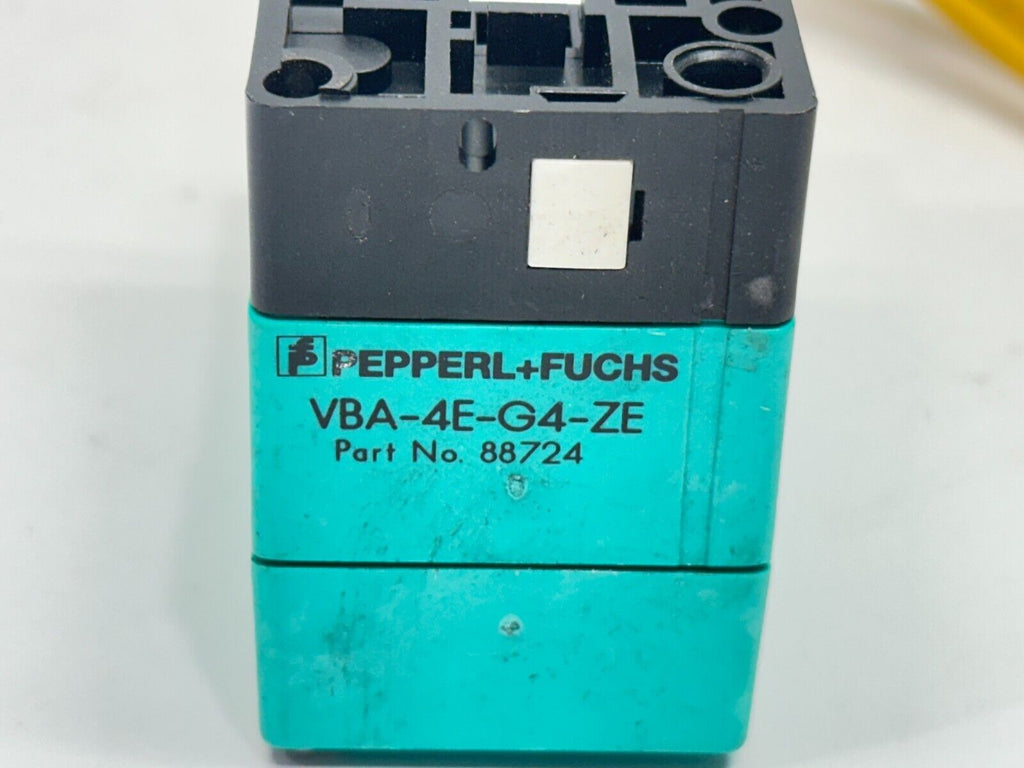 PEPPERL+FUCHS
VBA-4E-G4-ZE
Part No. 88724